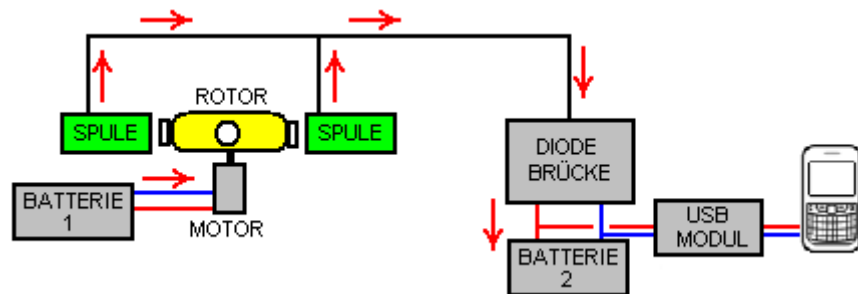 ROTOR
SPULE
SPULE
BATTERIE
1
MOTOR
DIODE
BRÜCKE
BATTERIE
2
USB
MODUL